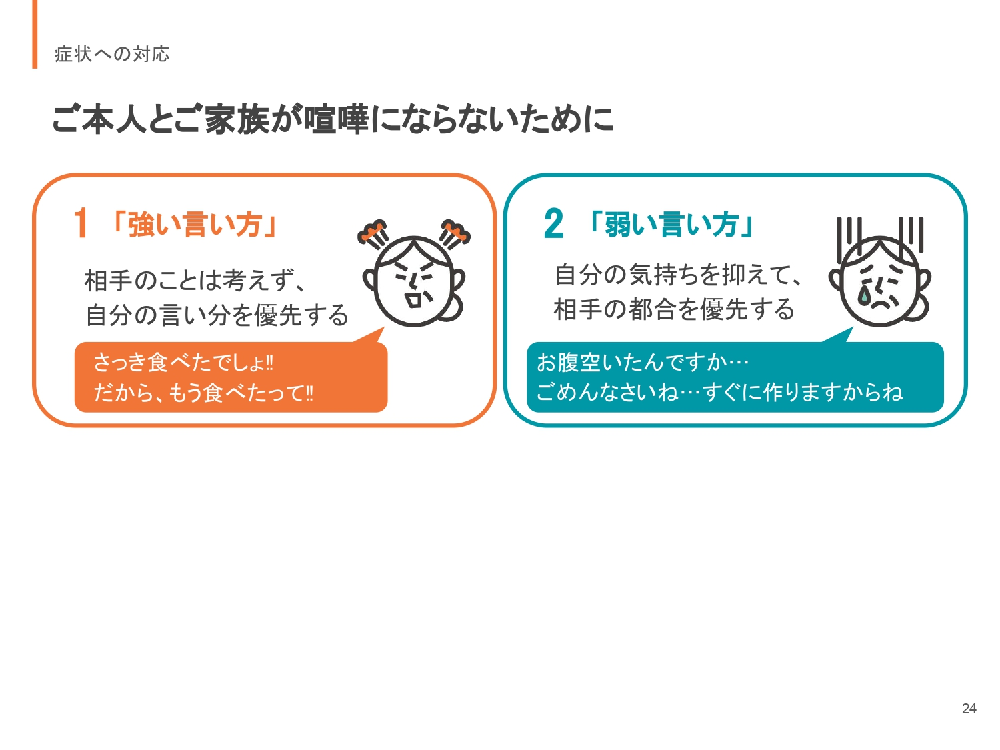 症状への対応
ご本人とご家族が喧嘩にならないために
1 「強い言い方」
相手のことは考えず、
自分の言い分を優先する
さっき食べたでしょ!!
だから、もう食べたって!!
2 「弱い言い方」
自分の気持ちを抑えて、
相手の都合を優先する
お腹空いたんですか…
ごめんなさいね…すぐに作りますからね
24